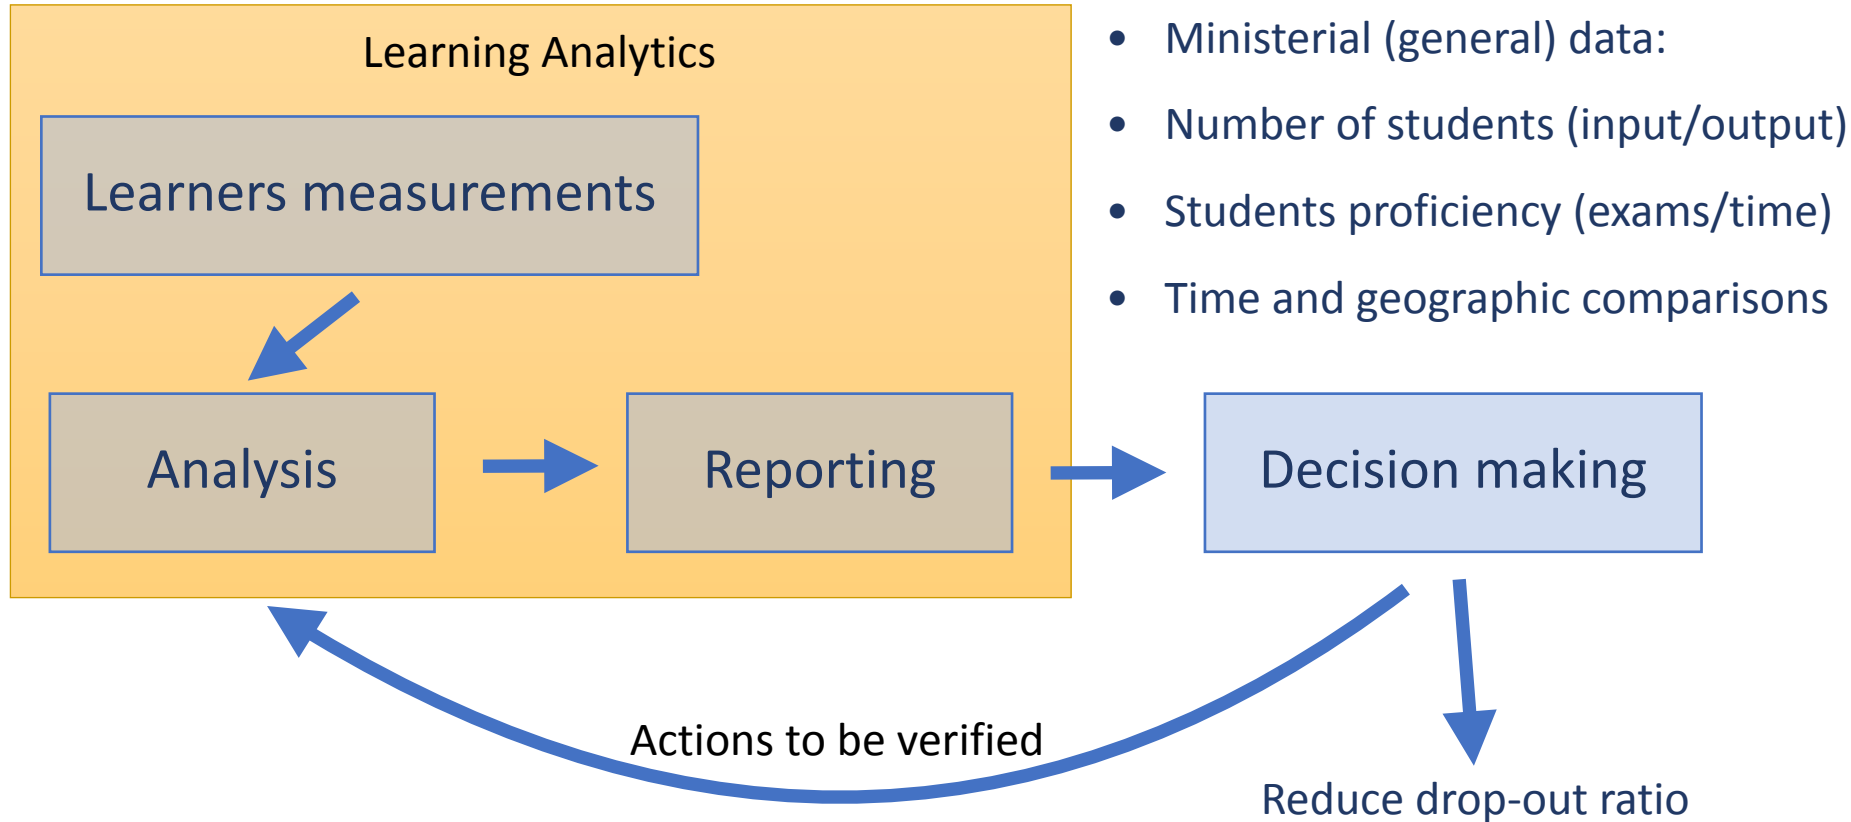 Learning Analytics
Learners measurements
Analysis
Reporting
• Ministerial (general) data:
• Number of students (input/output)
• Students proficiency (exams/time)
• Time and geographic comparisons
Decision making
Actions to be verified
Reduce drop-out ratio